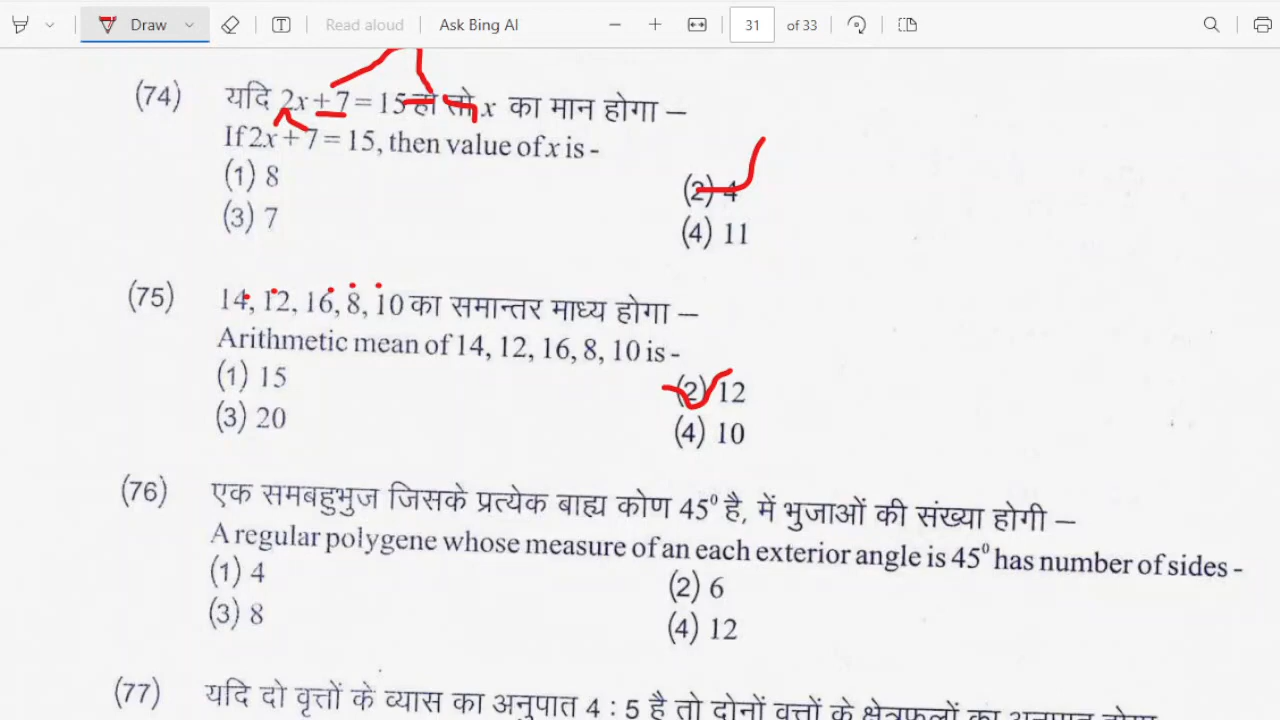 Draw
Read aloud
Ask Bing AI
31 of 33
(74) यदि 2x + 7 = 15 हो तो x का मान होगा –
If 2x + 7 = 15, then value of x is -
(1) 8
(2) 4
(3) 7
(4) 11
(75) 14, 12, 16, 8, 10 का समान्तर माध्य होगा –
Arithmetic mean of 14, 12, 16, 8, 10 is -
(1) 15
(2) 12
(3) 20
(4) 10
(76) एक समबहुभुज जिसके प्रत्येक बाह्य कोण 45⁰ है, में भुजाओं की संख्या होगी –
A regular polygene whose measure of an each exterior angle is 45⁰ has number of sides -
(1) 4
(2) 6
(3) 8
(4) 12
(77) यदि दो वृत्तों के व्यास का अनुपात 4 : 5 है तो दोनों वृत्तों के क्षेत्रफलों का अनुपात होगा